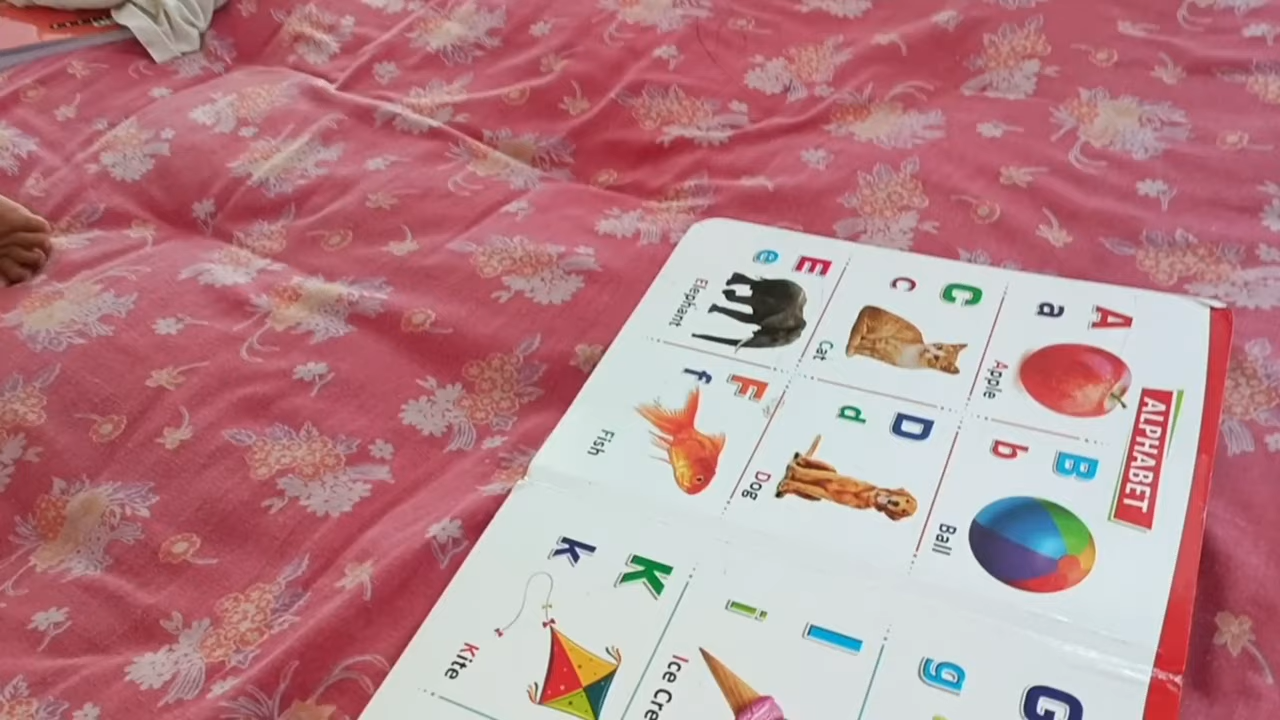 ALPHABET
A a
Apple
B b
Ball
C c
Cat
D d
Dog
E e
Elephant
F f
Fish
G g
I i
Ice Cre
K k
Kite